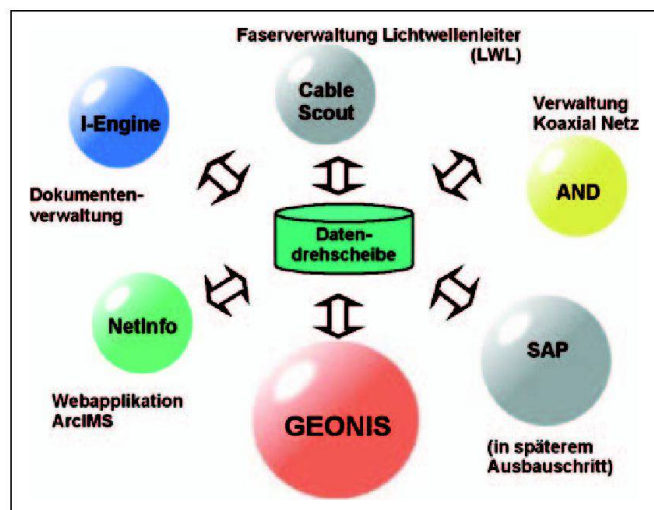 Faserverwaltung Lichtwellenleiter
(LWL)
I-Engine
Cable
Scout
Verwaltung
Koaxial Netz
AND
Dokumenten-
verwaltung
Daten-
drehscheibe
NetInfo
SAP
Webapplikation
ArcIMS
GEONIS
(in späterem
Ausbauschritt)